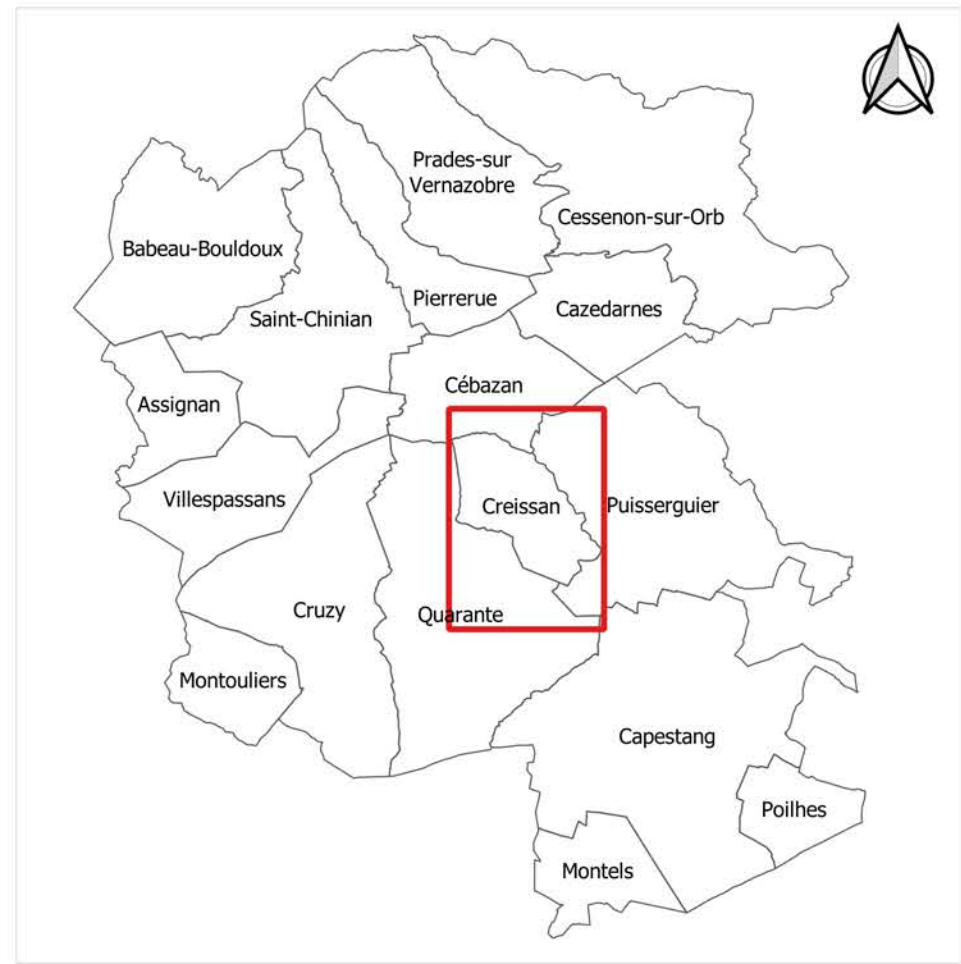 Prades-sur
Vernazobre
Cessenon-sur-Orb
Babeau-Bouldoux
Pierrerue
Cazedarnes
Saint-Chinian
Cébazan
Assignan
Villespassans
Creissan
Puisserguier
Cruzy
Quarante
Montouliers
Capestang
Poilhes
Montels